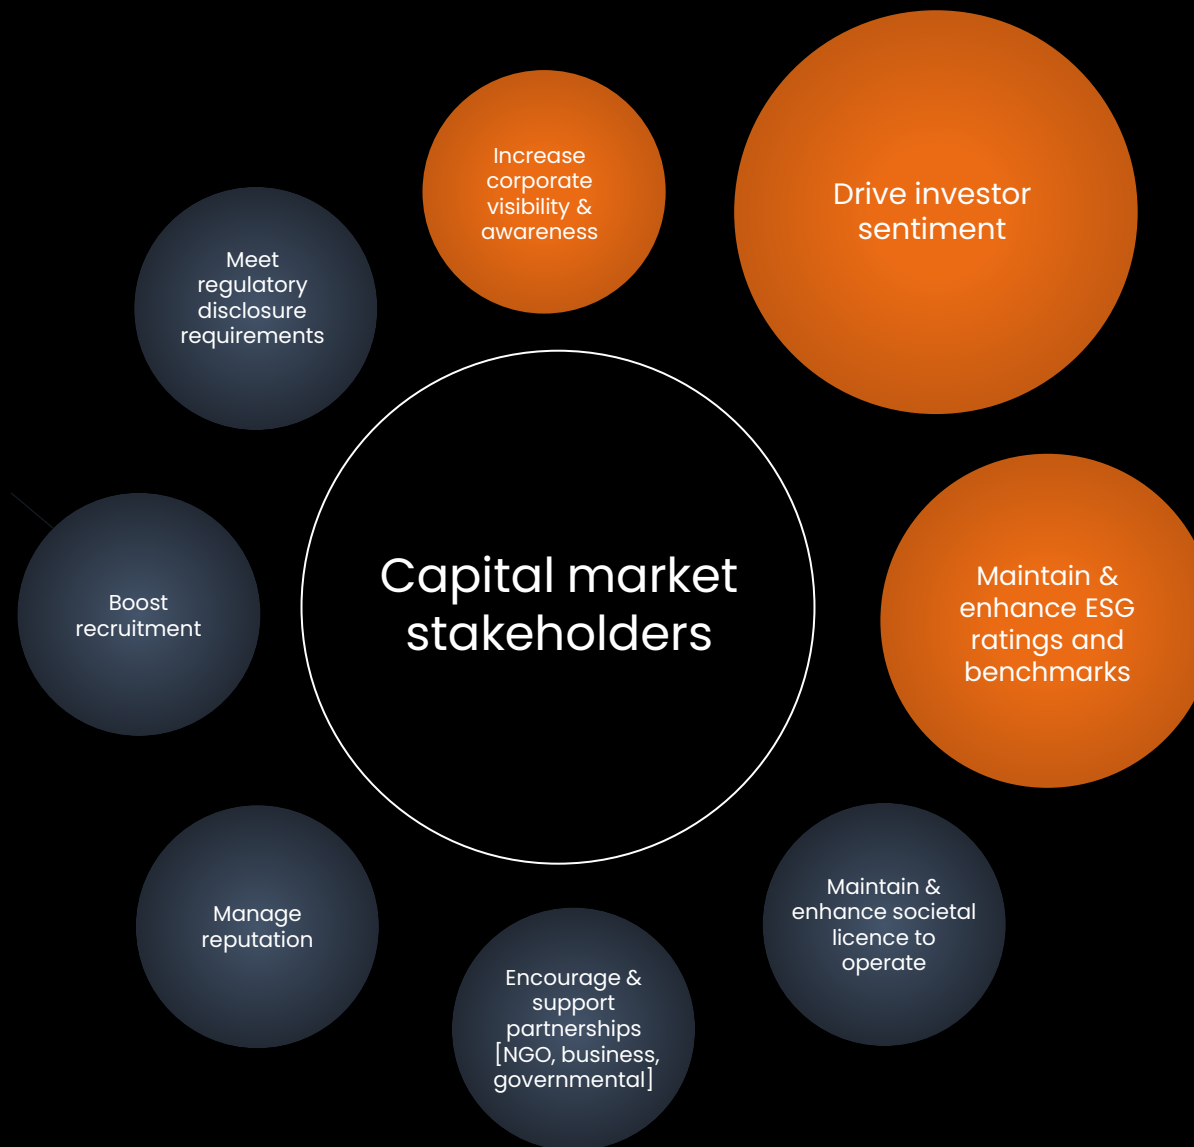 Increase
corporate
visibility &
awareness
Drive investor
sentiment
Meet
regulatory
disclosure
requirements
Capital market
stakeholders
Maintain &
enhance ESG
ratings and
benchmarks
Boost
recruitment
Maintain &
enhance societal
licence to
operate
Manage
reputation
Encourage &
support
partnerships
[NGO, business,
governmental]